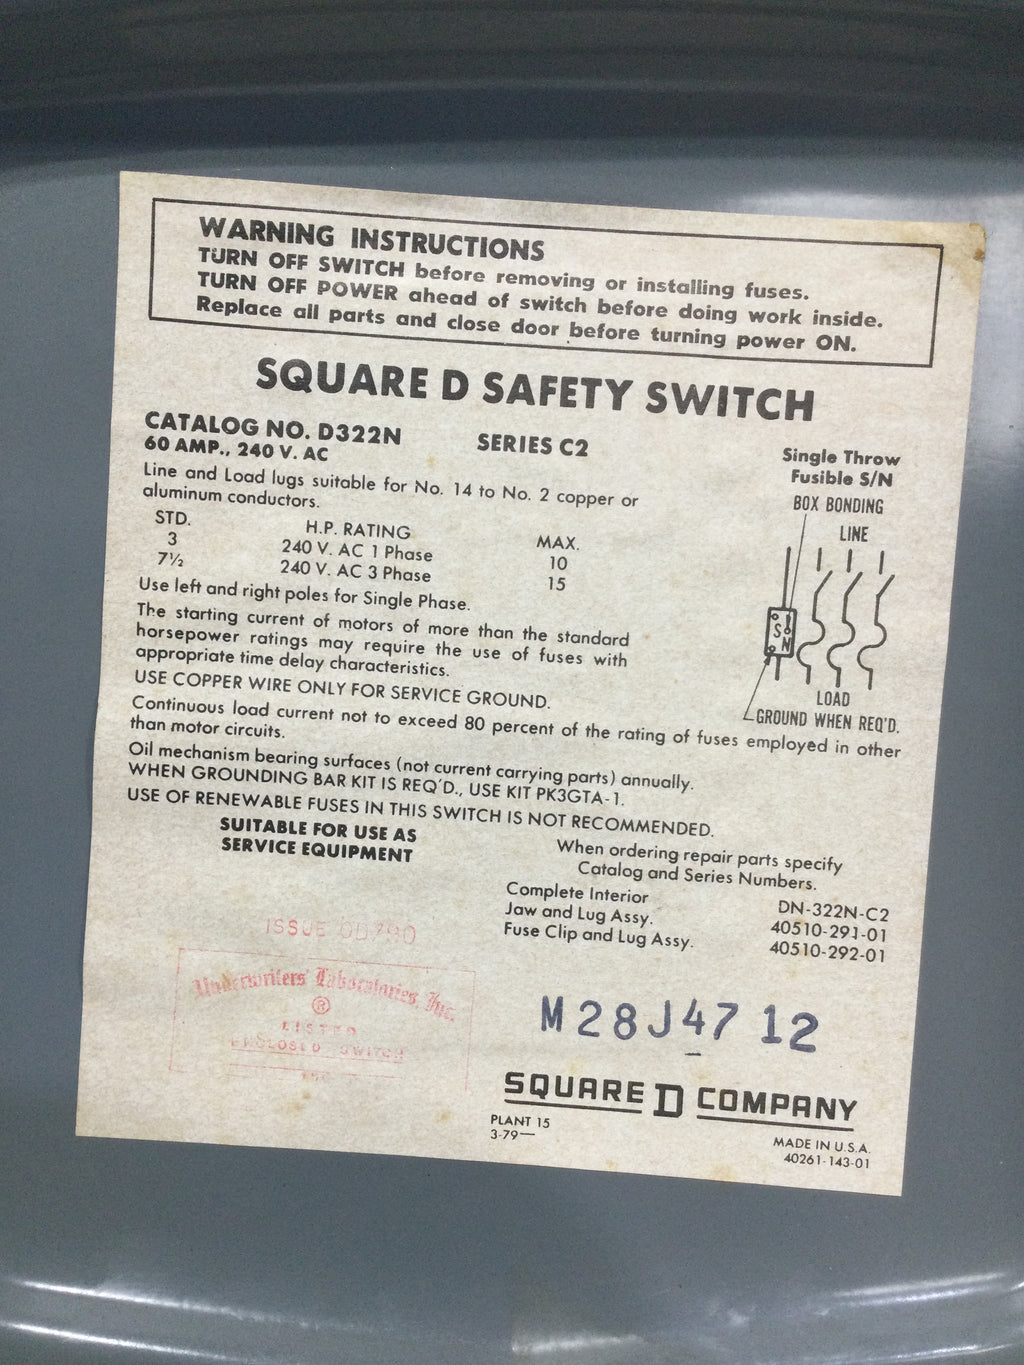 WARNING INSTRUCTIONS
TURN OFF SWITCH before removing or installing fuses.
TURN OFF POWER ahead of switch before doing work inside.
Replace all parts and close door before turning power ON.
SQUARE D SAFETY SWITCH
CATALOG NO. D322N SERIES C2
60 AMP., 240 V. AC
Line and Load lugs suitable for No. 14 to No. 2 copper or
aluminum conductors.
STD. H.P. RATING MAX.
3 240 V. AC 1 Phase 10
7½ 240 V. AC 3 Phase 15
Use left and right poles for Single Phase.
The starting current of motors of more than the standard
horsepower ratings may require the use of fuses with
appropriate time delay characteristics.
USE COPPER WIRE ONLY FOR SERVICE GROUND.
Single Throw
Fusible S/N
BOX BONDING
LINE
S
N
LOAD
GROUND WHEN REQ'D.
Continuous load current not to exceed 80 percent of the rating of fuses employed in other
than motor circuits.
Oil mechanism bearing surfaces (not current carrying parts) annually.
WHEN GROUNDING BAR KIT IS REQ'D., USE KIT PK3GTA-1.
USE OF RENEWABLE FUSES IN THIS SWITCH IS NOT RECOMMENDED.
SUITABLE FOR USE AS
SERVICE EQUIPMENT
When ordering repair parts specify
Catalog and Series Numbers.
Complete Interior DN-322N-C2
Jaw and Lug Assy. 40510-291-01
Fuse Clip and Lug Assy. 40510-292-01
ISSUE
Underwriters' Laboratories, Inc.
®
LISTED
ENCLOSED SWITCH
M28J47 12
SQUARE D COMPANY
PLANT 15
3-79—
MADE IN U.S.A.
40261-143-01